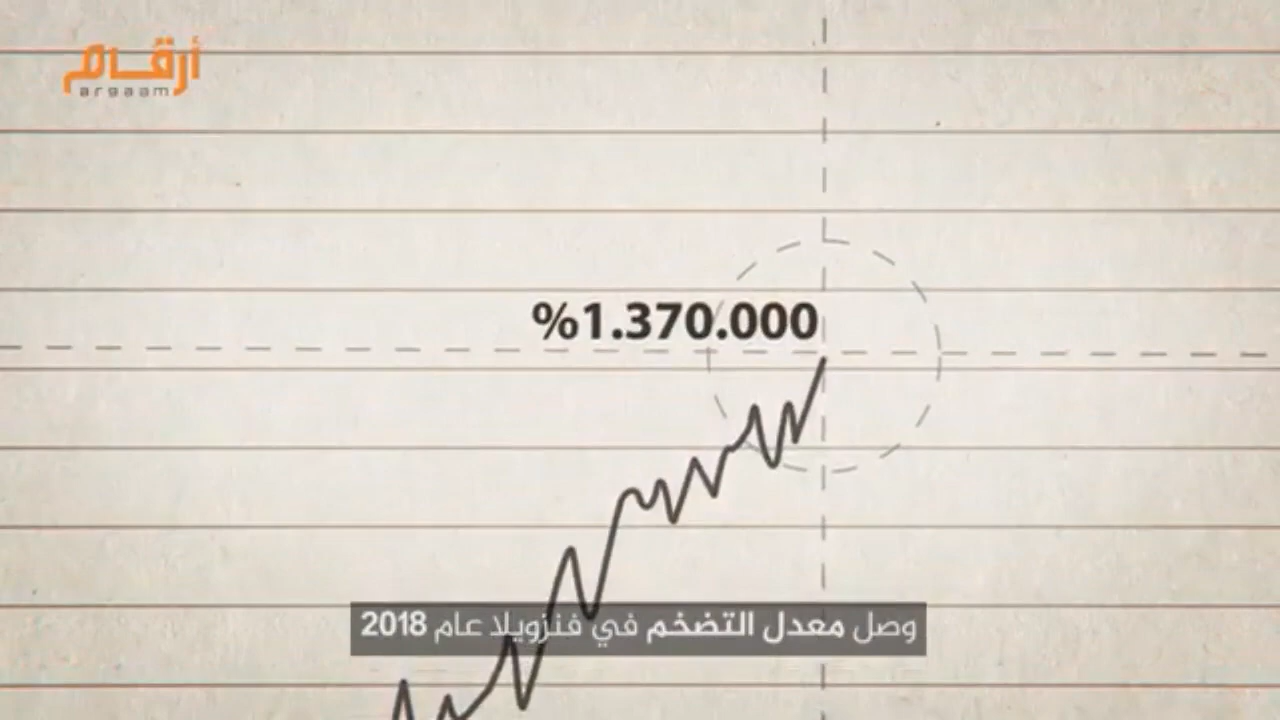 أرقام
argaam
%1.370.000
وصل معدل التضخم في فنزويلا عام 2018